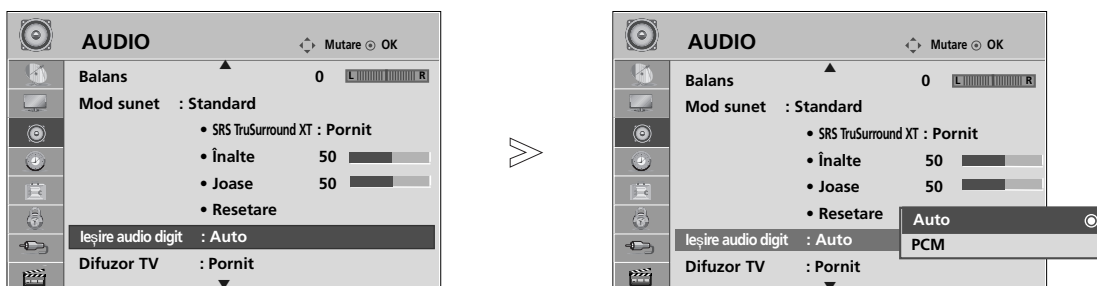 AUDIO Mutare OK
Balans 0 L R
Mod sunet : Standard
• SRS TruSurround XT : Pornit
• Înalte 50
• Joase 50
• Resetare
Ieșire audio digit : Auto
Difuzor TV : Pornit
>
AUDIO Mutare OK
Balans 0 L R
Mod sunet : Standard
• SRS TruSurround XT : Pornit
• Înalte 50
• Joase 50
• Resetare
Ieșire audio digit : Auto
Difuzor TV : Pornit
Auto
PCM